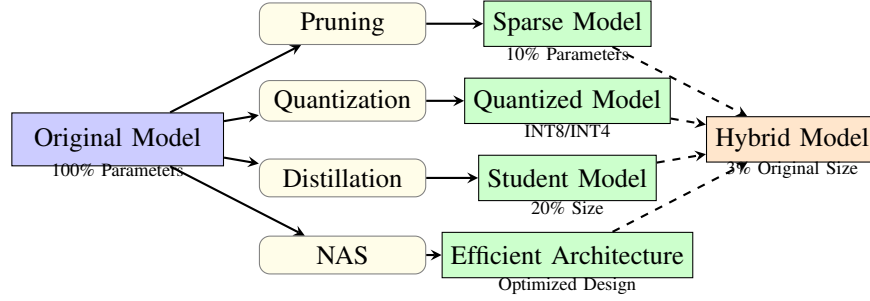 Pruning
Sparse Model
10% Parameters
Quantization
Quantized Model
INT8/INT4
Original Model
100% Parameters
Hybrid Model
3% Original Size
Distillation
Student Model
20% Size
NAS
Efficient Architecture
Optimized Design